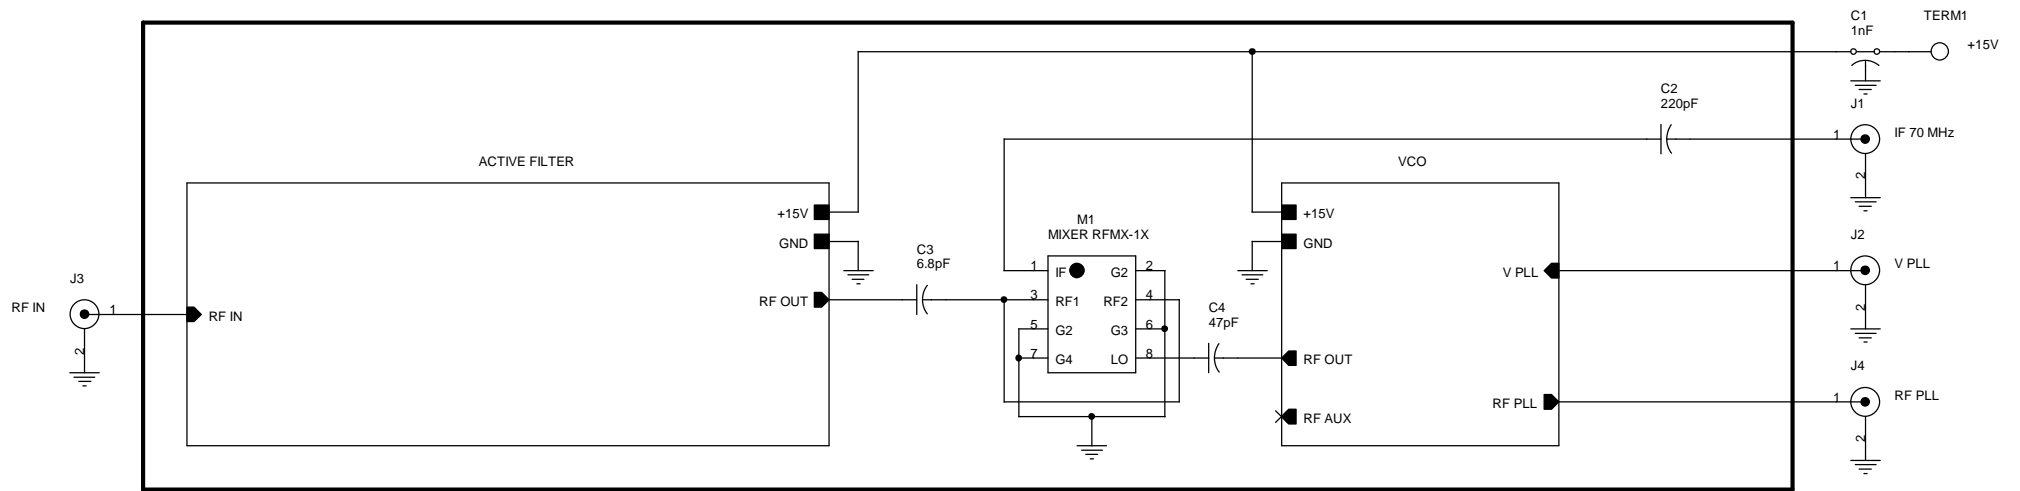 C1
1nF
TERM1
+15V
C2
220pF
J1
1
IF 70 MHz
2
ACTIVE FILTER
VCO
+15V
GND
RF OUT
RF IN
J3
RF IN
1
2
C3
6.8pF
M1
MIXER RFMX-1X
1
IF
G2
2
3
RF1
RF2
4
5
G2
G3
6
7
G4
LO
8
C4
47pF
+15V
GND
V PLL
RF OUT
RF PLL
RF AUX
J2
1
V PLL
2
J4
1
RF PLL
2